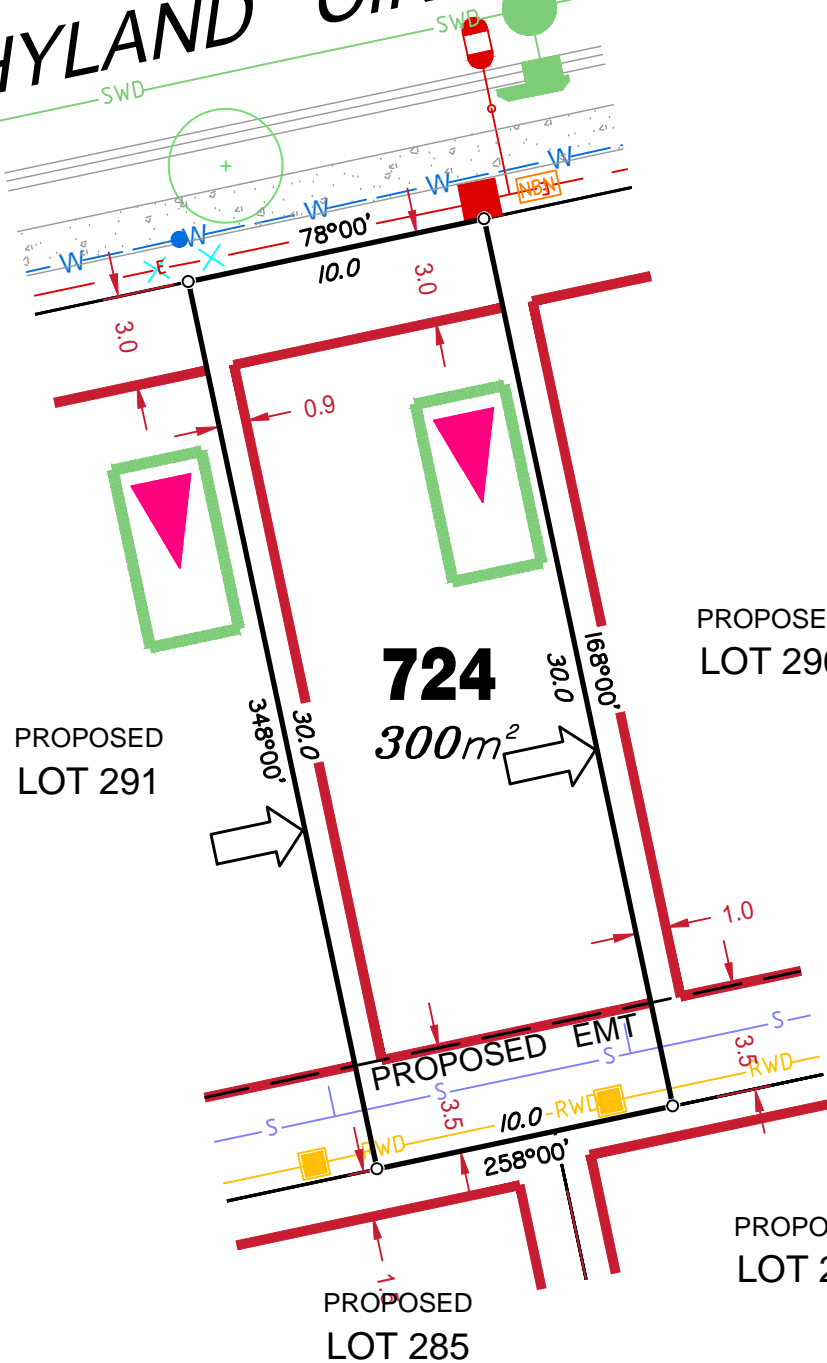 HYLAND
SWD
SWD
W
W
W
W
W
NBN
E
E
78°00'
10.0
3.0
3.0
0.9
PROPOSE
LOT 29
724
300m²
30.0
168°00'
348°00'
30.0
PROPOSED
LOT 291
1.0
PROPOSED EMT
S
S
S
S
3.5
3.5
RWD
RWD
RWD
10.0
258°00'
PROPO
LOT 2
PROPOSED
LOT 285